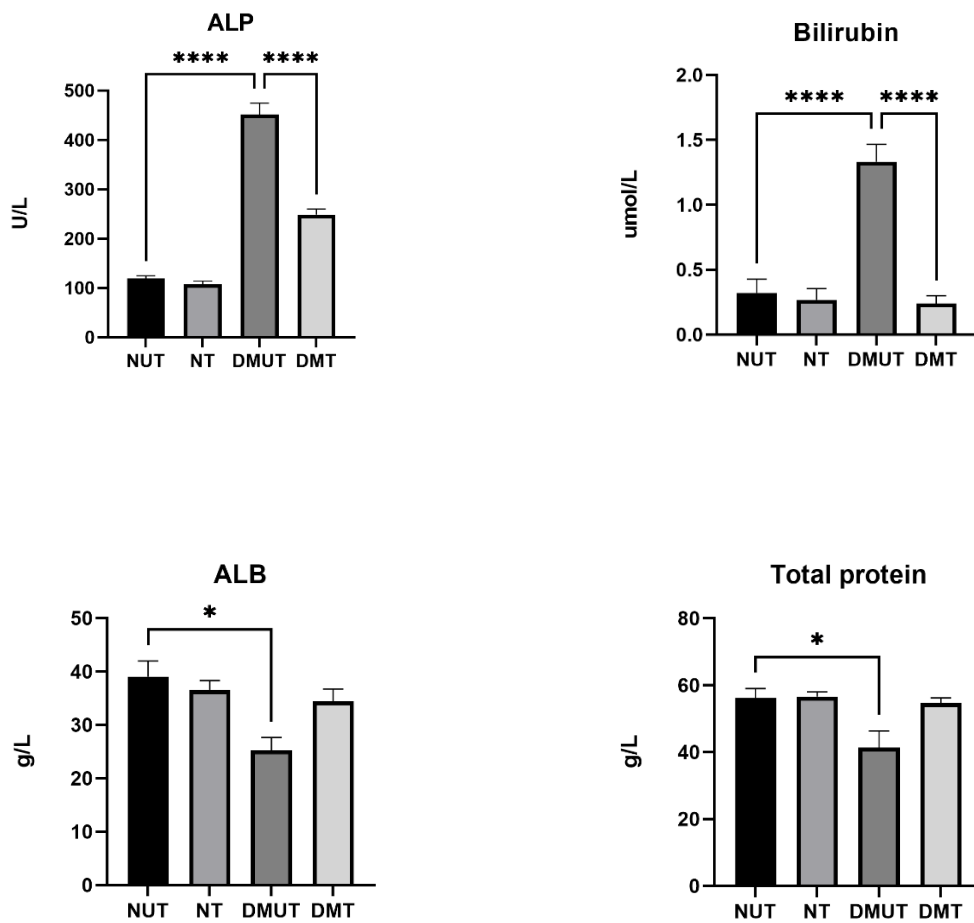 ALP
**** ****
500
400
300
200
100
0
U/L
NUT NT DMUT DMT
Bilirubin
**** ****
2.0
1.5
1.0
0.5
0.0
umol/L
NUT NT DMUT DMT
ALB
*
50
40
30
20
10
0
g/L
NUT NT DMUT DMT
Total protein
*
80
60
40
20
0
g/L
NUT NT DMUT DMT